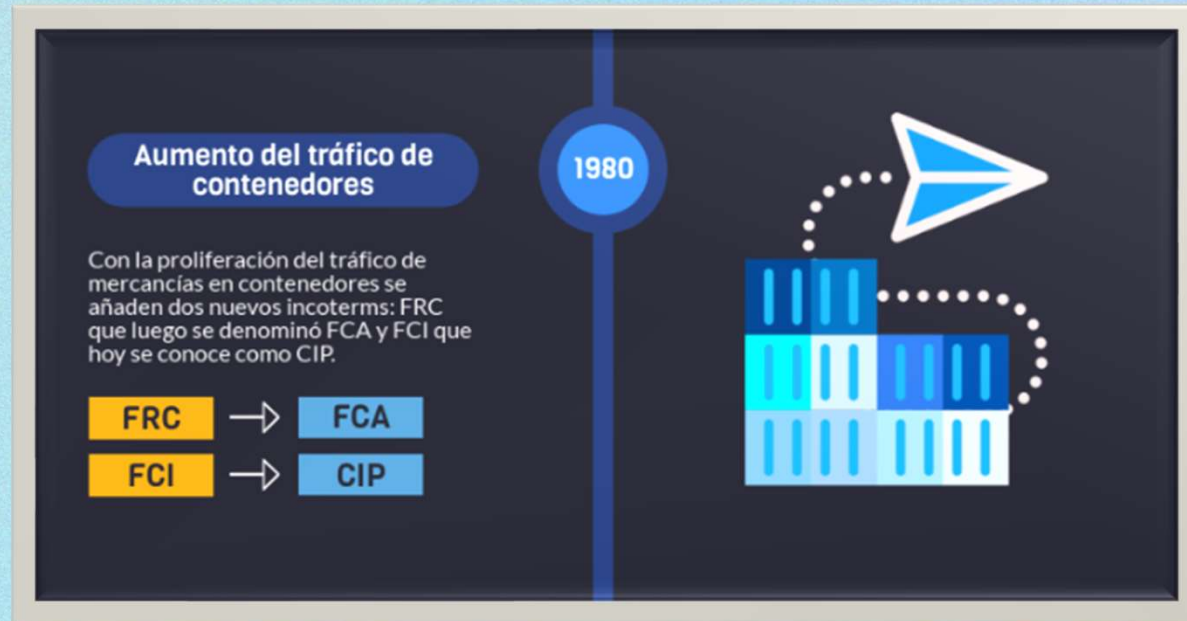 Aumento del tráfico de
contenedores
1980
Con la proliferación del tráfico de
mercancías en contenedores se
añaden dos nuevos incoterms: FRC
que luego se denominó FCA y FCI que
hoy se conoce como CIP.
FRC → FCA
FCI → CIP